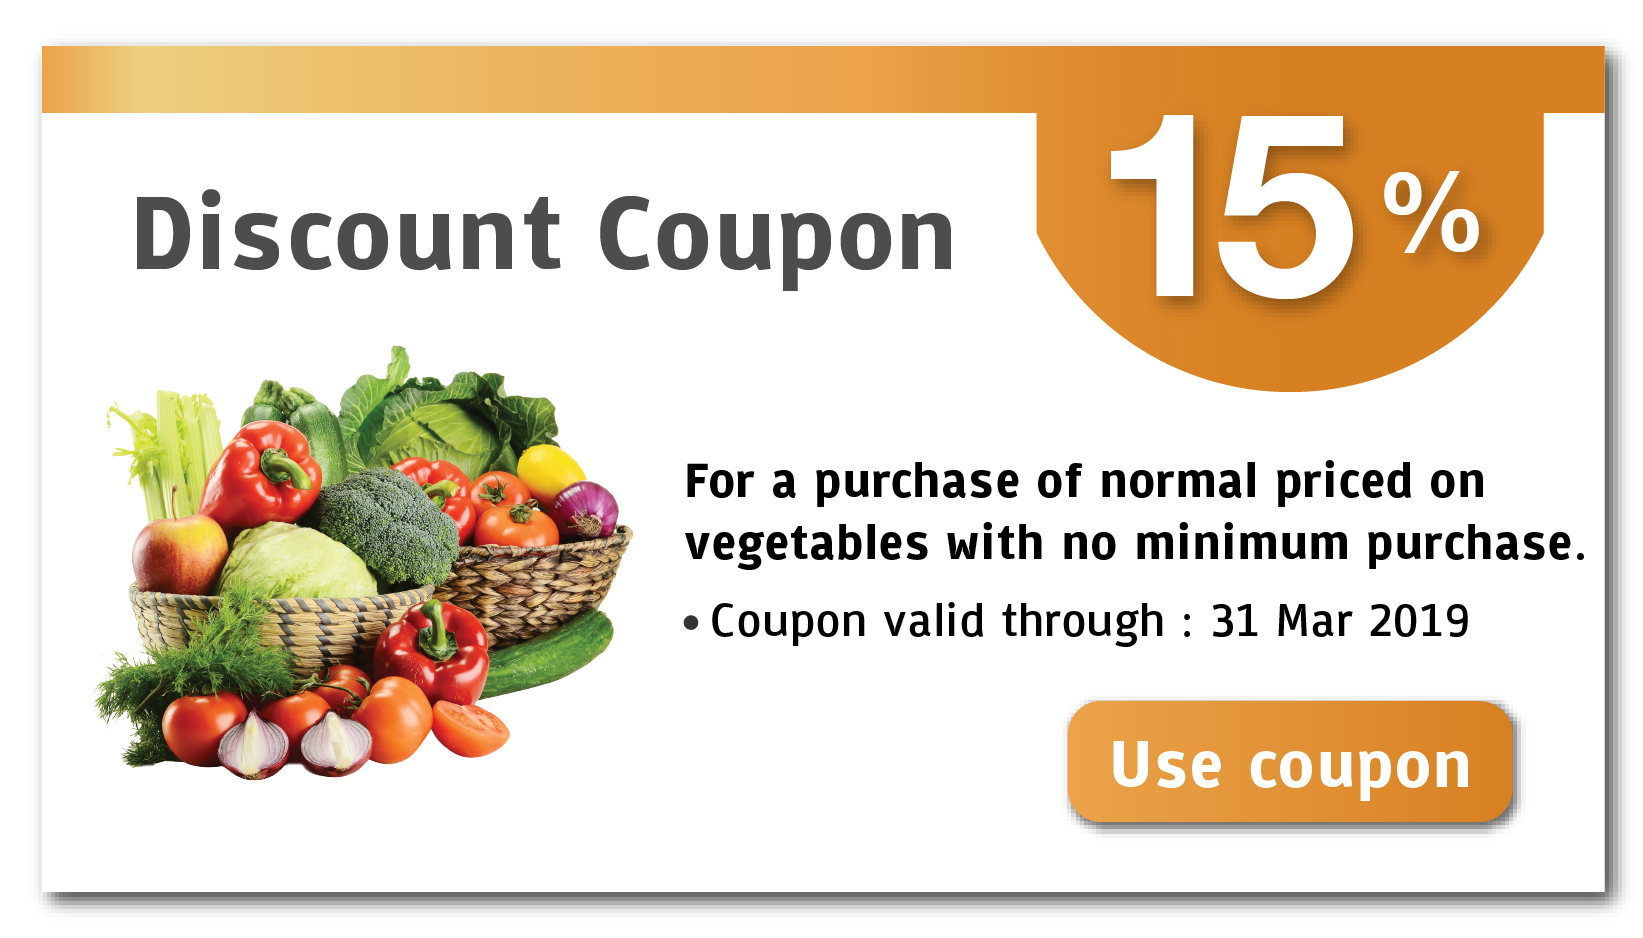 Discount Coupon
15 %
For a purchase of normal priced on
vegetables with no minimum purchase.
• Coupon valid through : 31 Mar 2019
Use coupon